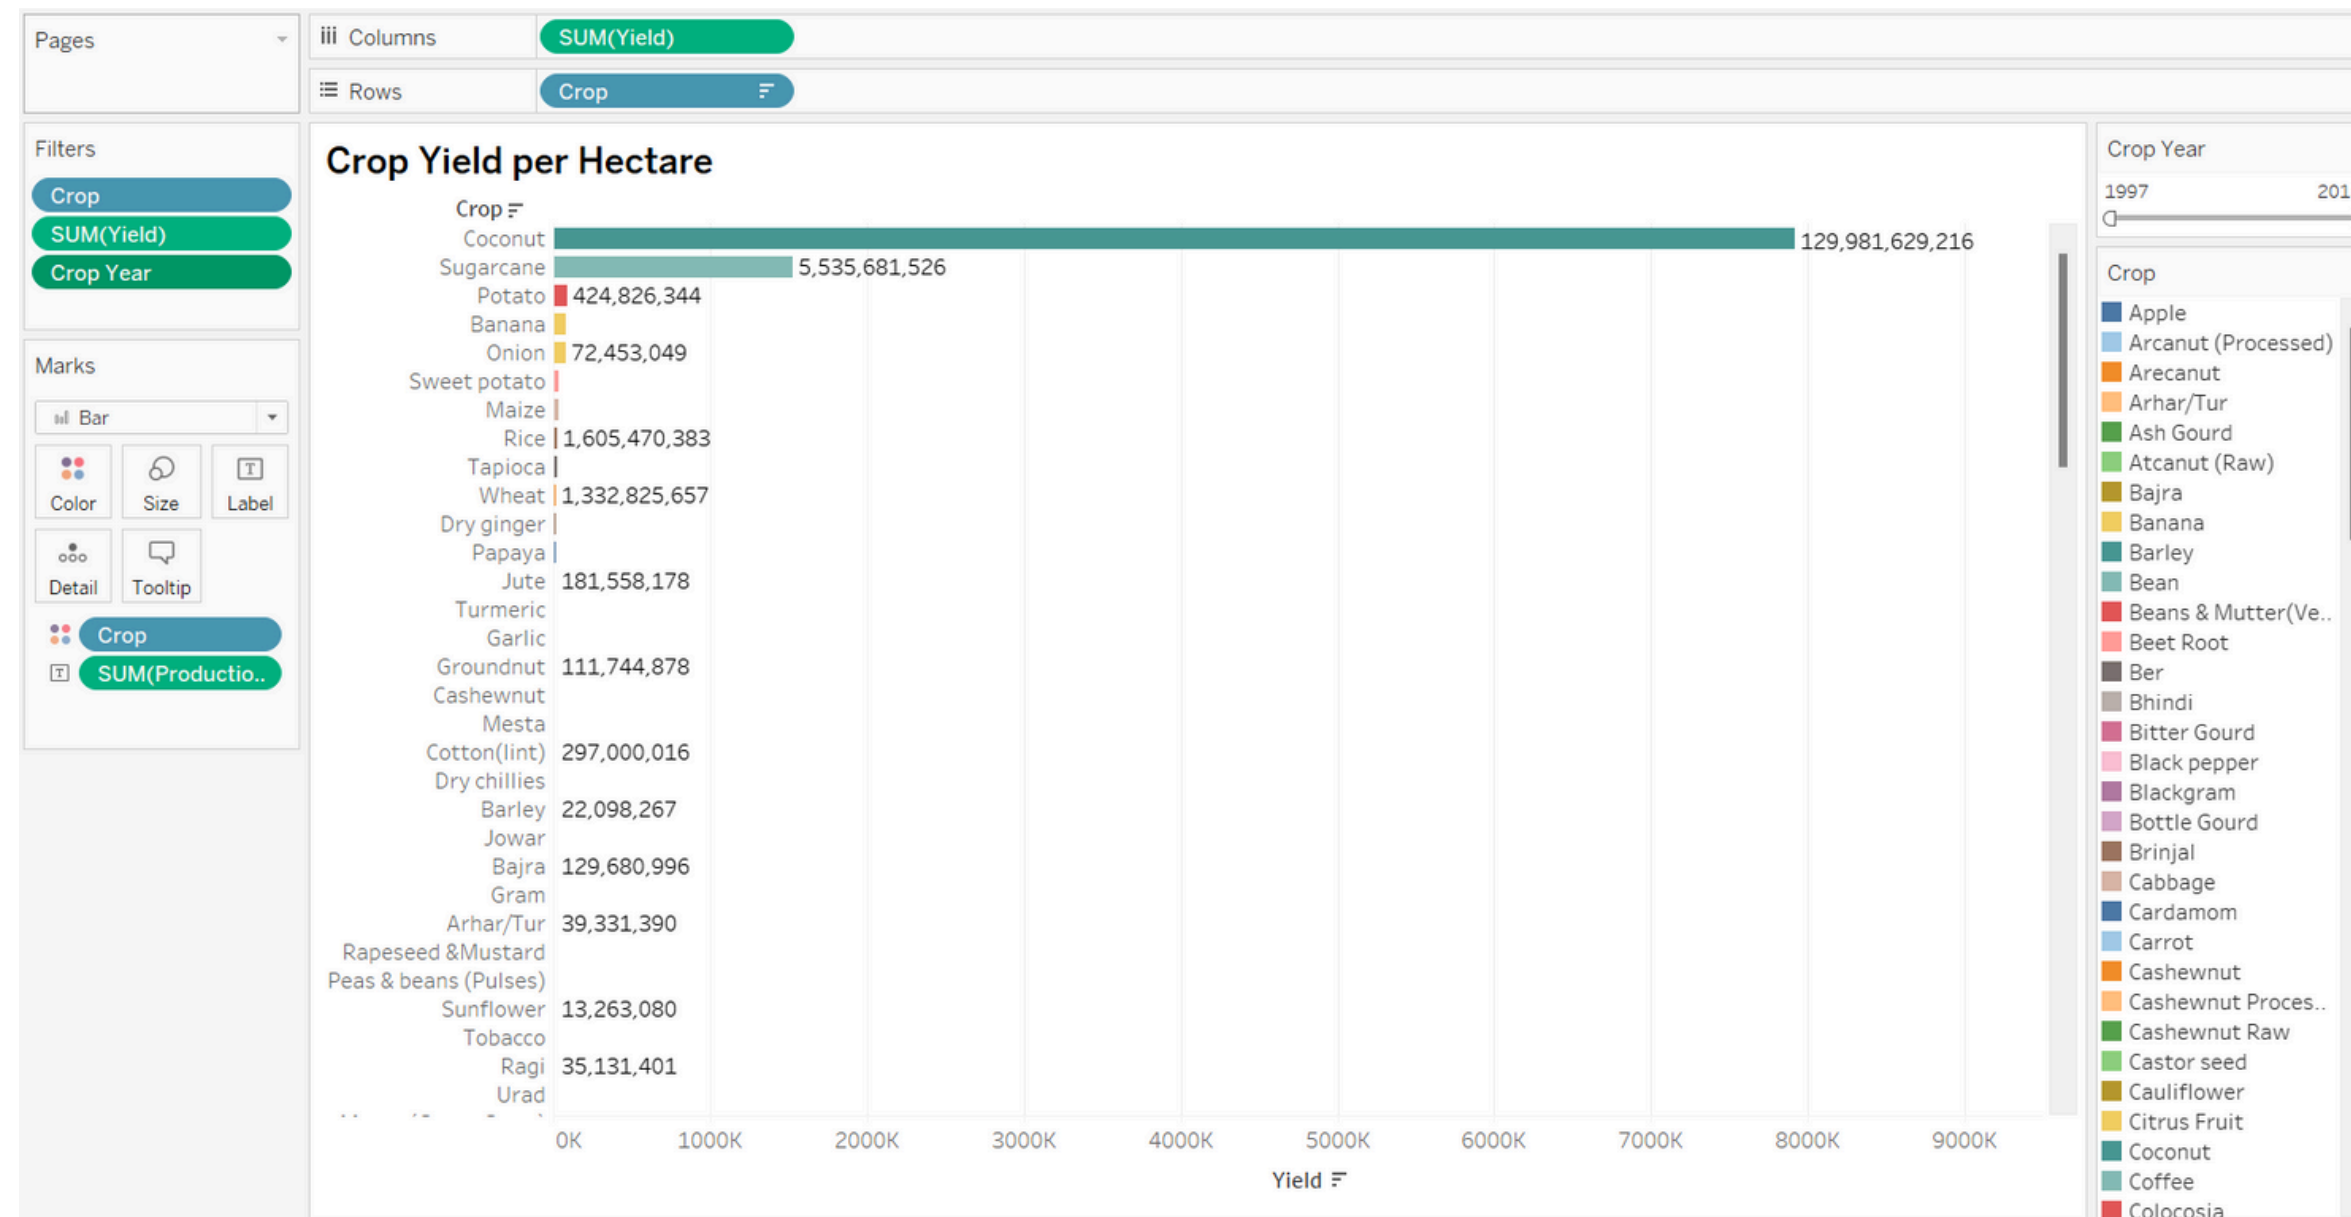 Pages
Columns
SUM(Yield)
Rows
Crop
Filters
Crop
SUM(Yield)
Crop Year
Marks
Bar
Color Size Label
Detail Tooltip
Crop
SUM(Productio..
Crop Yield per Hectare
Crop
Coconut 129,981,629,216
Sugarcane 5,535,681,526
Potato 424,826,344
Banana
Onion 72,453,049
Sweet potato
Maize
Rice 1,605,470,383
Tapioca
Wheat 1,332,825,657
Dry ginger
Papaya
Jute 181,558,178
Turmeric
Garlic
Groundnut 111,744,878
Cashewnut
Mesta
Cotton(lint) 297,000,016
Dry chillies
Barley 22,098,267
Jowar
Bajra 129,680,996
Gram
Arhar/Tur 39,331,390
Rapeseed &Mustard
Peas & beans (Pulses)
Sunflower 13,263,080
Tobacco
Ragi 35,131,401
Urad
0K 1000K 2000K 3000K 4000K 5000K 6000K 7000K 8000K 9000K
Yield
Crop Year
1997 201
Crop
Apple
Arcanut (Processed)
Arecanut
Arhar/Tur
Ash Gourd
Atcanut (Raw)
Bajra
Banana
Barley
Bean
Beans & Mutter(Ve..
Beet Root
Ber
Bhindi
Bitter Gourd
Black pepper
Blackgram
Bottle Gourd
Brinjal
Cabbage
Cardamom
Carrot
Cashewnut
Cashewnut Proces..
Cashewnut Raw
Castor seed
Cauliflower
Citrus Fruit
Coconut
Coffee
Colocosia